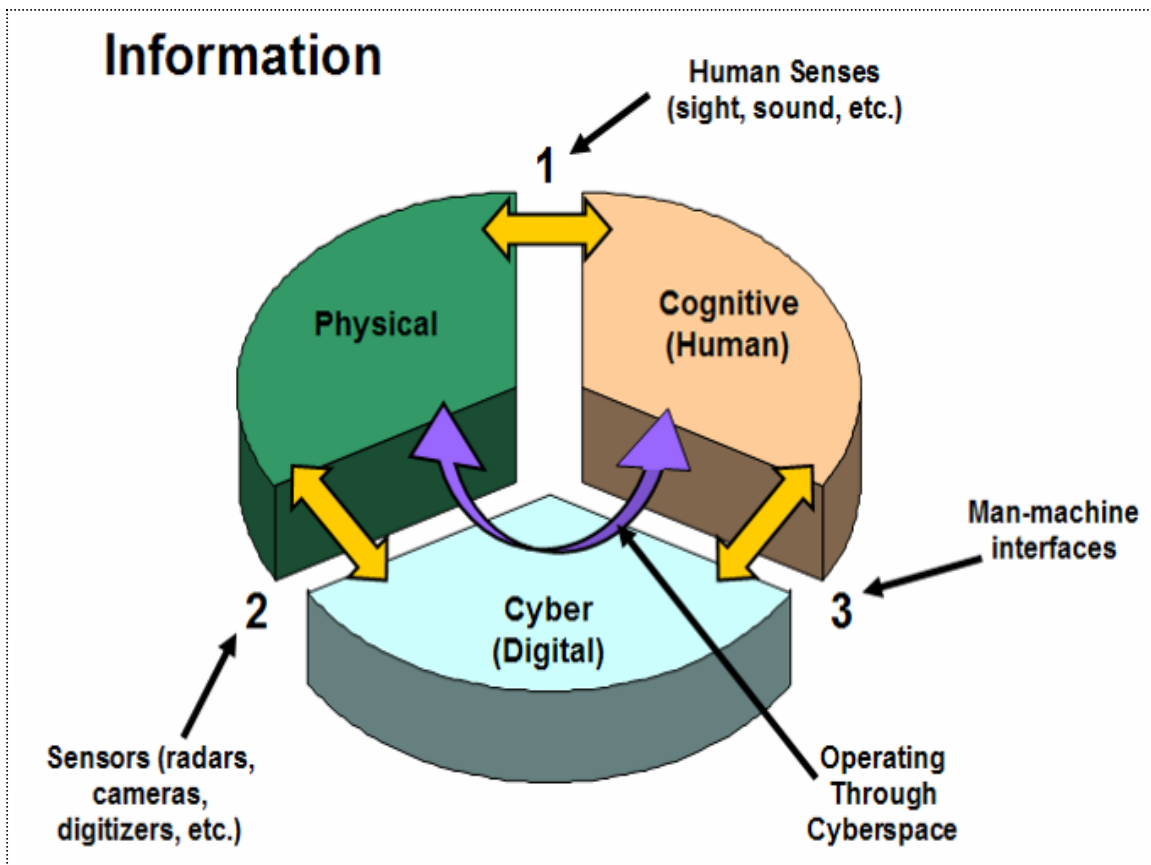 Information
Human Senses
(sight, sound, etc.)
1
Physical
Cognitive
(Human)
Man-machine
interfaces
2
3
Cyber
(Digital)
Sensors (radars,
cameras,
digitizers, etc.)
Operating
Through
Cyberspace